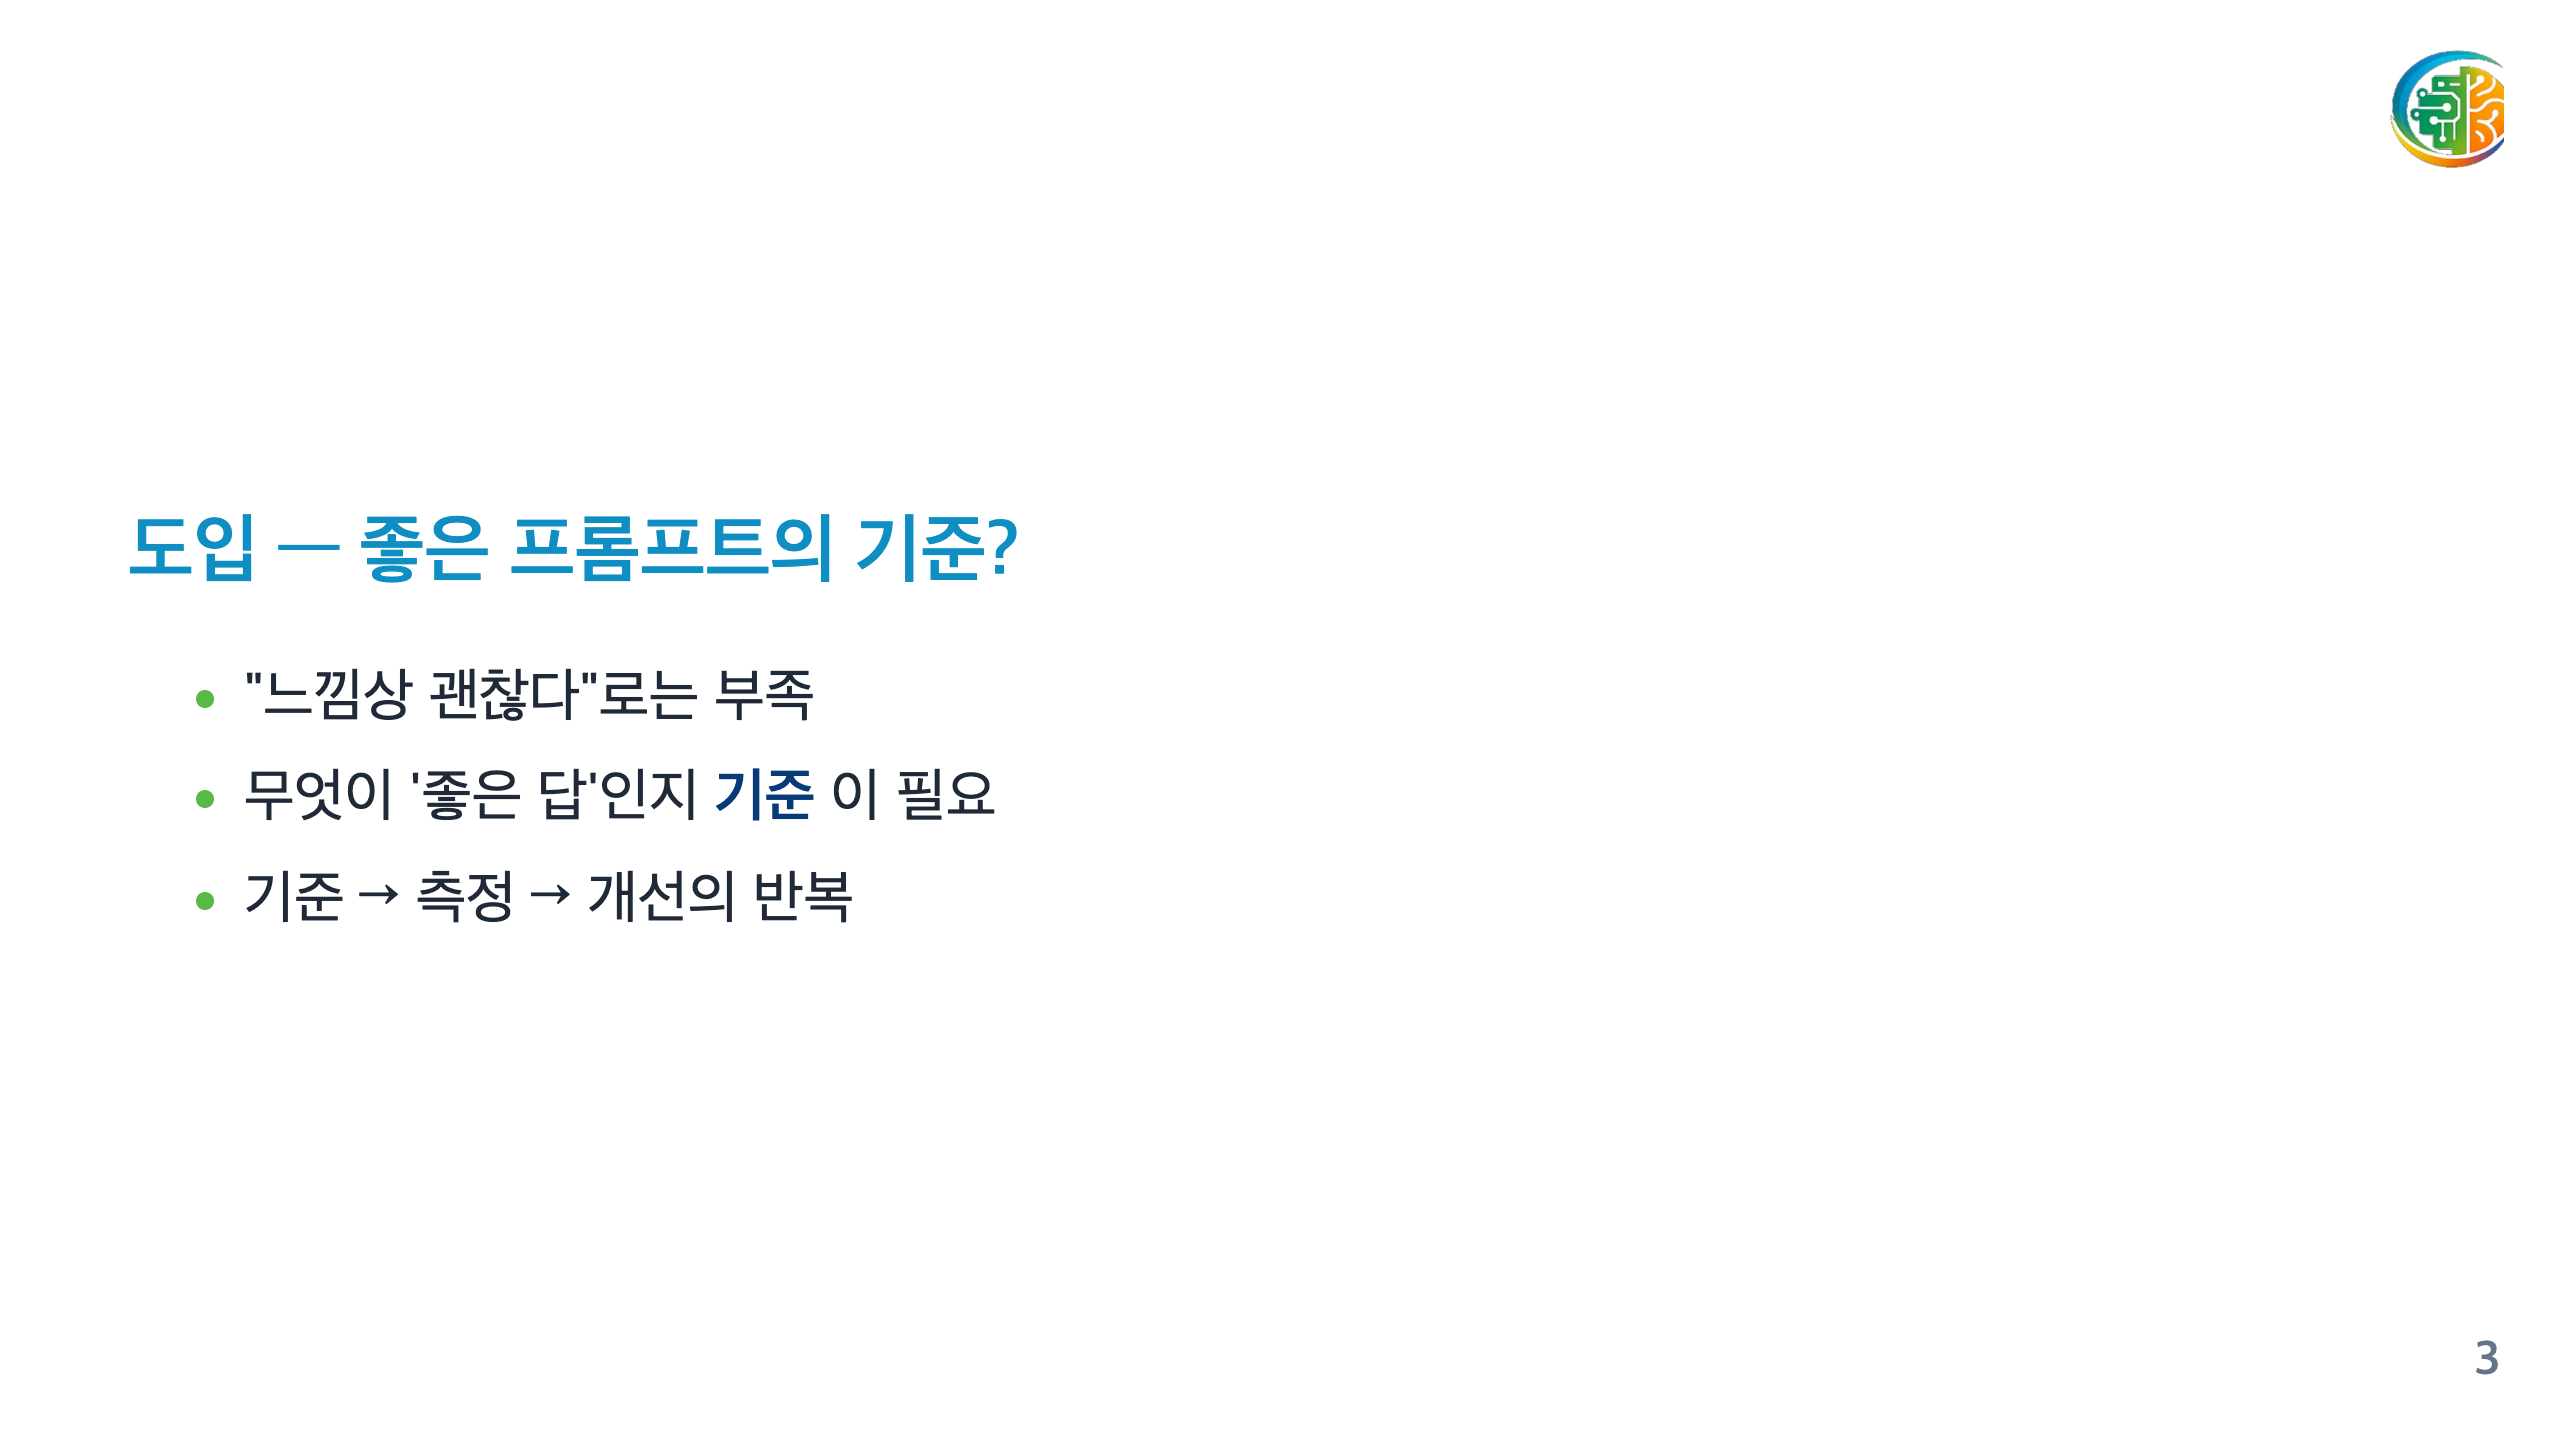 도입 — 좋은 프롬프트의 기준?
• "느낌상 괜찮다"로는 부족
• 무엇이 '좋은 답'인지 기준 이 필요
• 기준 → 측정 → 개선의 반복
3